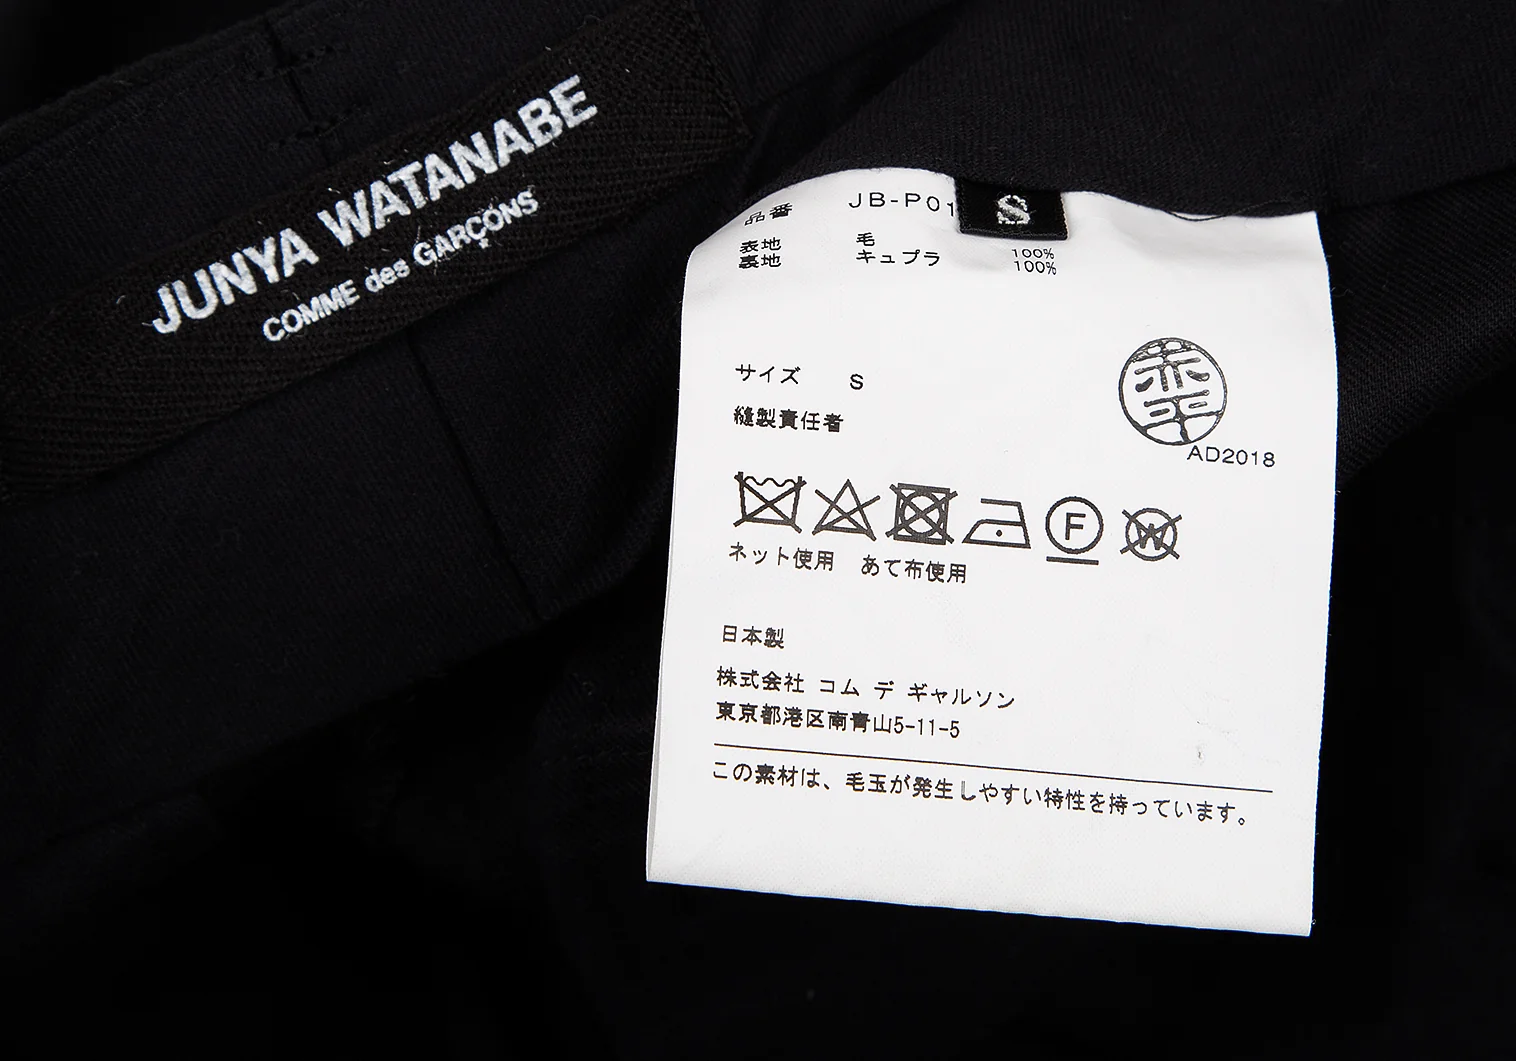 JUNYA WATANABE
COMME des GARÇONS
S
品番 JB-P01
表地 毛 100%
裏地 キュプラ 100%
サイズ S
縫製責任者
AD2018
F
W
ネット使用 あて布使用
日本製
株式会社 コム デ ギャルソン
東京都港区南青山5-11-5
この素材は、毛玉が発生しやすい特性を持っています。